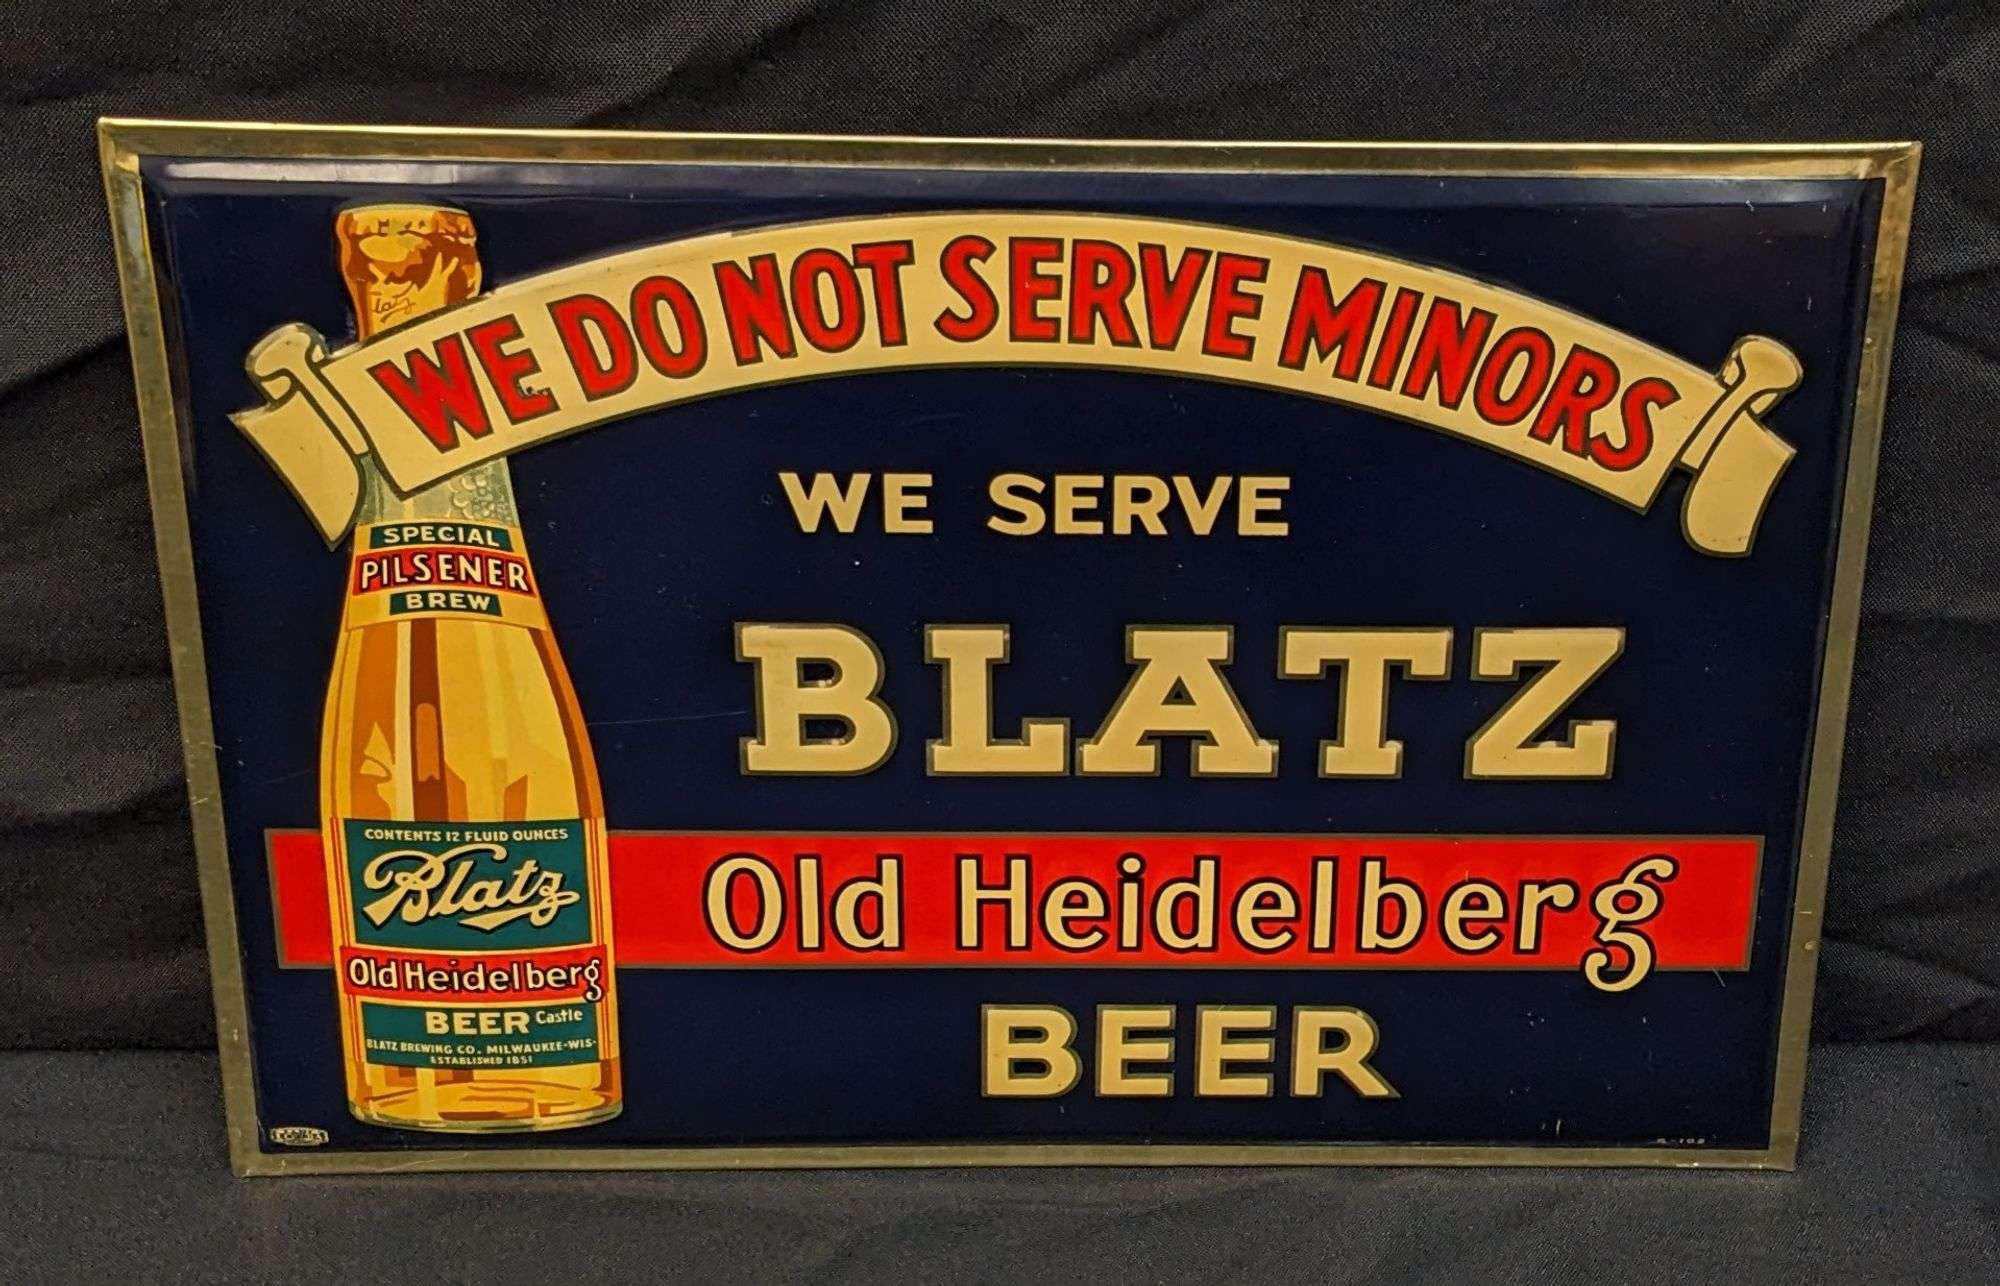 WE DO NOT SERVE MINORS
WE SERVE
BLATZ
Old Heidelberg
BEER
SPECIAL
PILSENER
BREW
CONTENTS 12 FLUID OUNCES
Blatz
Old Heidelberg
BEER Castle
BLATZ BREWING CO. MILWAUKEE-WIS-
ESTABLISHED 1851